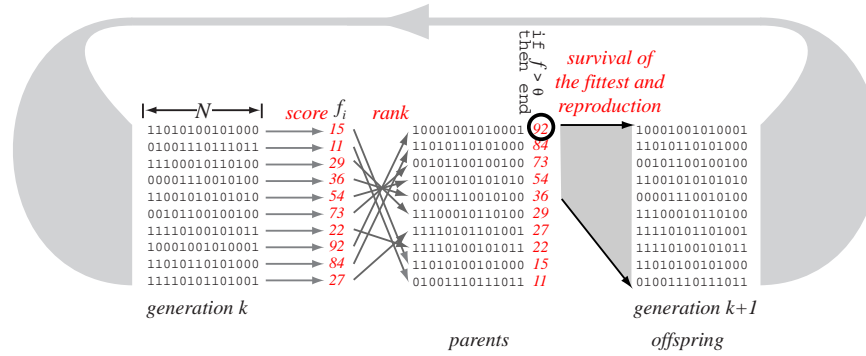 if f > θ
then end
survival of
the fittest and
reproduction)
N
score f_i rank
11010100101000 15 10001001010001 92 10001001010001
01001110111011 11 11010110101000 84 11010110101000
11100010110100 29 00101100100100 73 00101100100100
00001110010100 36 11001010101010 54 11001010101010
11001010101010 54 00001110010100 36 00001110010100
00101100100100 73 11100010110100 29 11100010110100
11110100101011 22 11110101101001 27 11110101101001
10001001010001 92 11110100101011 22 11110100101011
11010110101000 84 11010100101000 15 11010100101000
11110101101001 27 01001110111011 11 01001110111011
generation k generation k+1
parents offspring